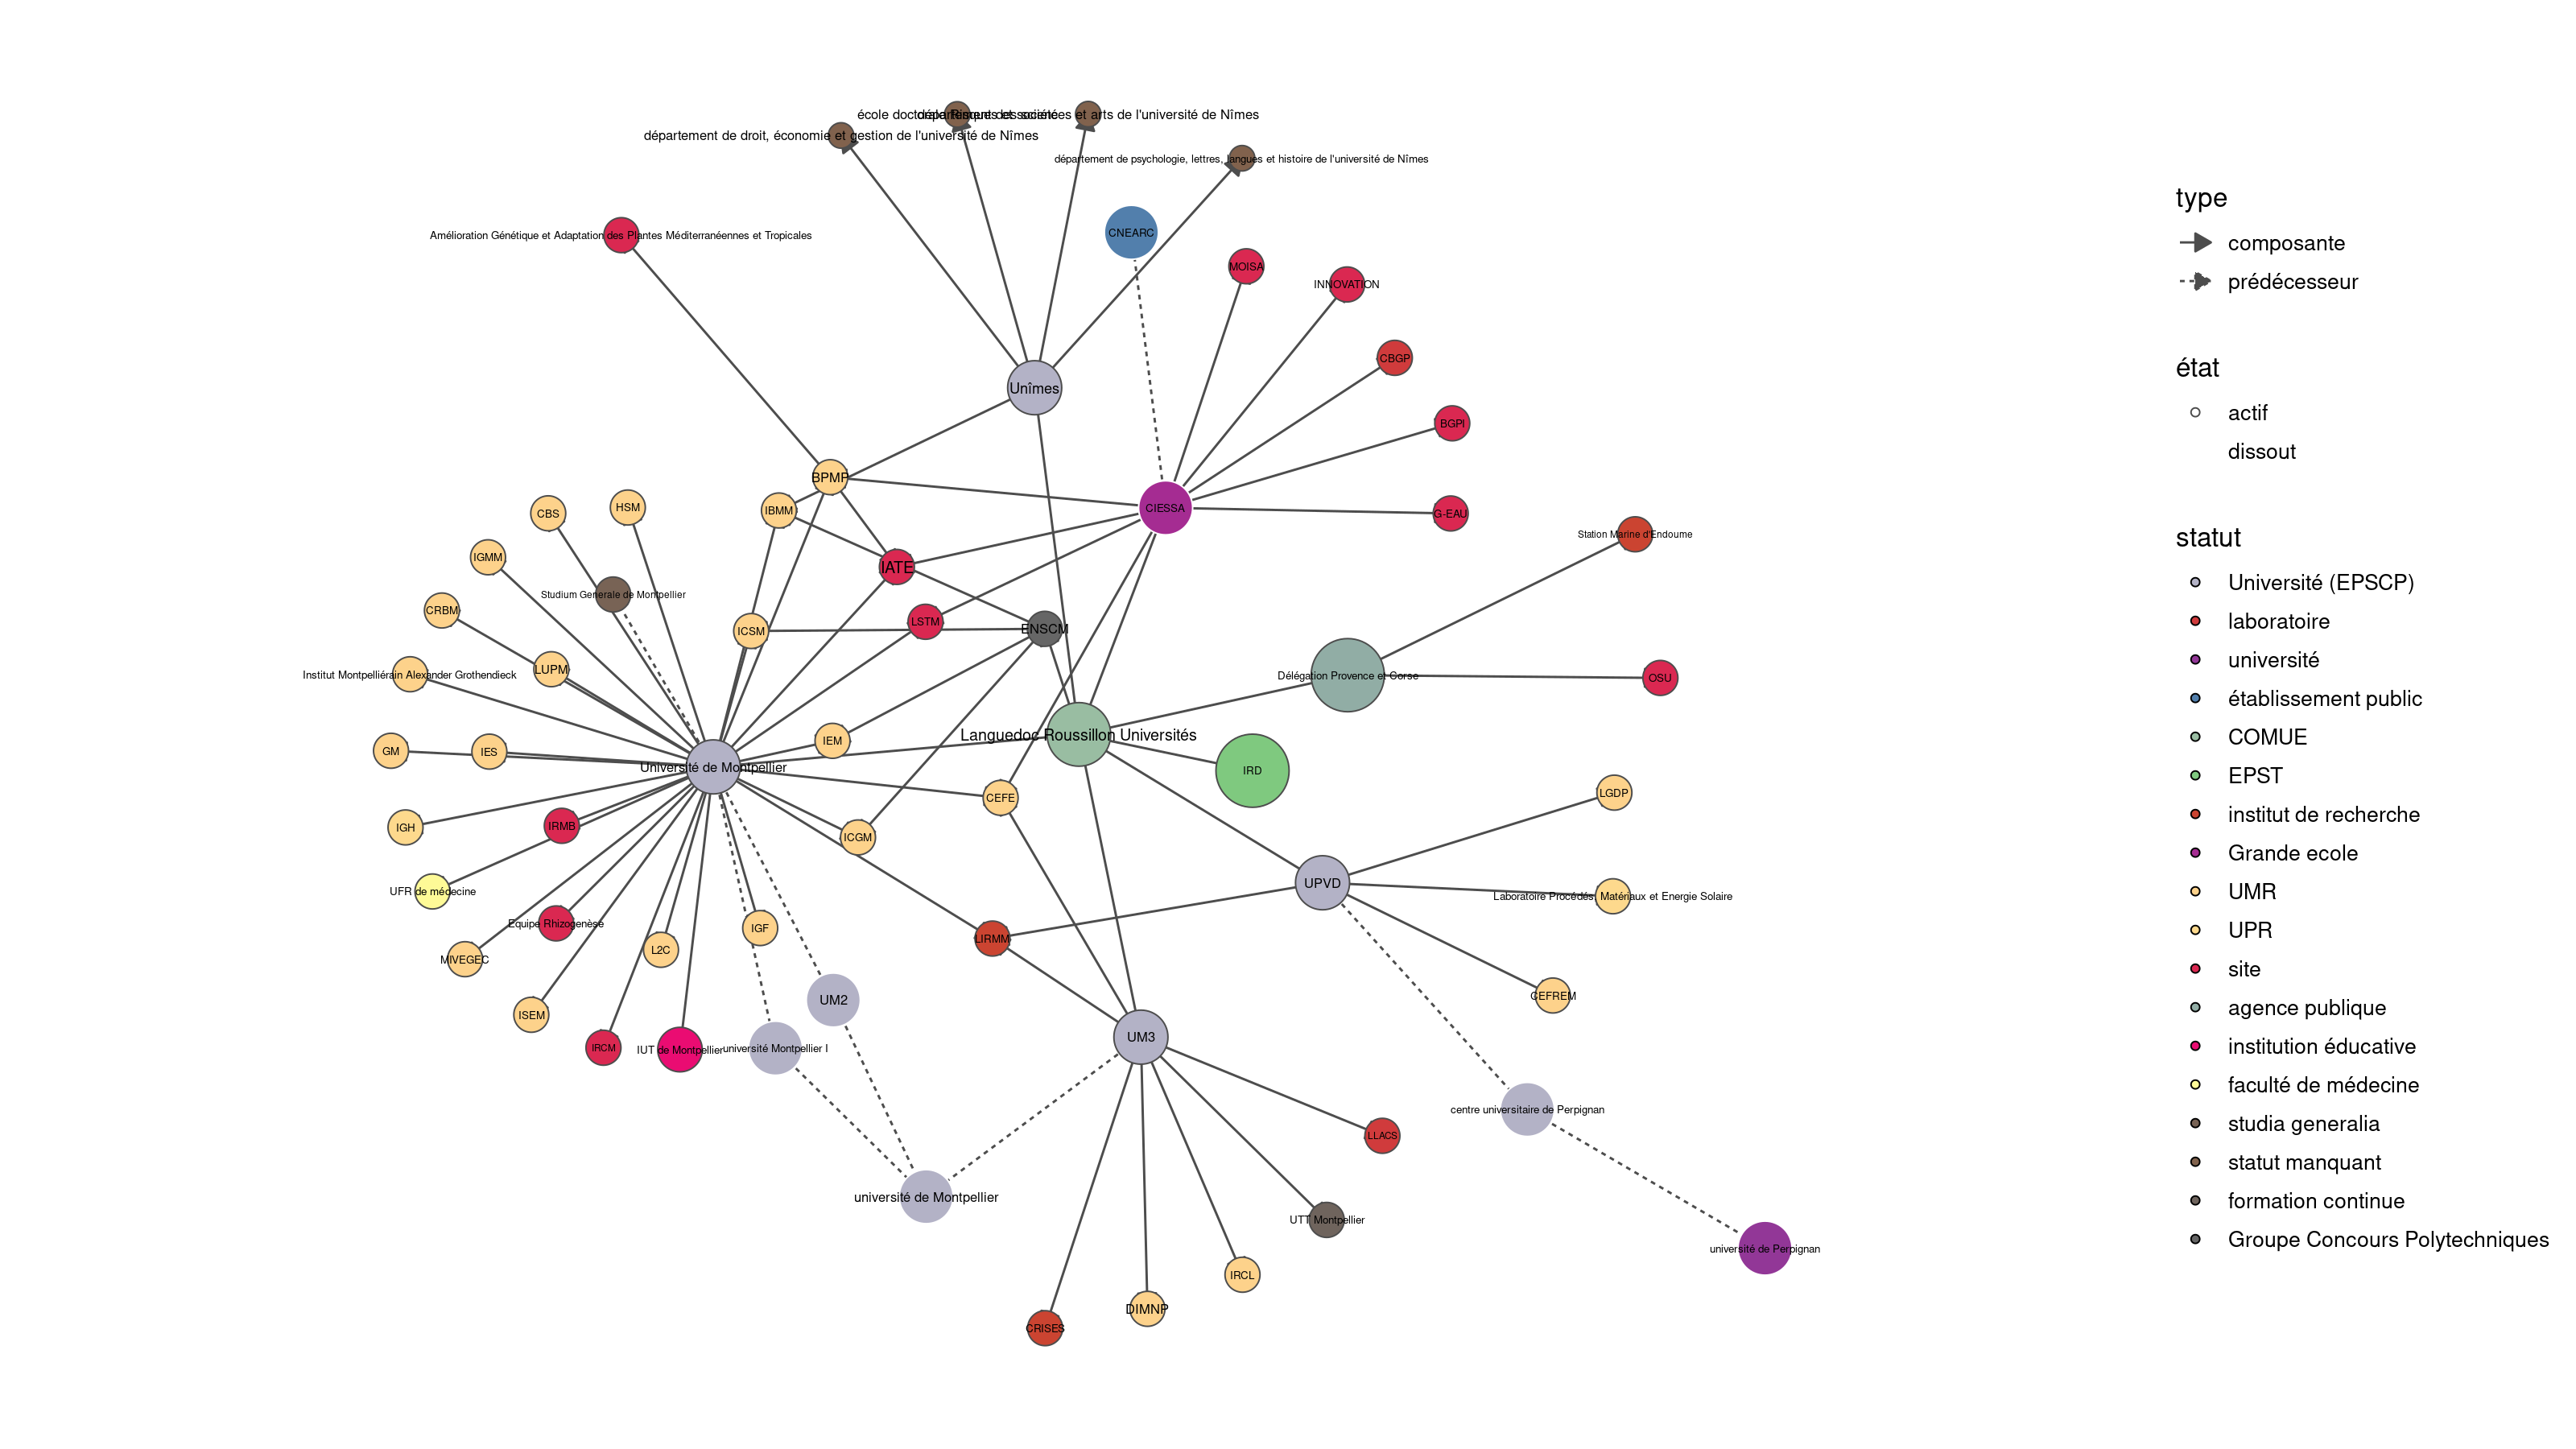 école doctorale Risques et société
département des sciences et arts de l'université de Nîmes
département de droit, économie et gestion de l'université de Nîmes
département de psychologie, lettres, langues et histoire de l'université de Nîmes
Amélioration Génétique et Adaptation des Plantes Méditerranéennes et Tropicales
CNEARC
MOISA
INNOVATION
CBGP
Unîmes
BGPI
BPMP
IBMM
CIESSA
G-EAU
CBS
HSM
Station Marine d'Endoume
IGMM
IATE
Studium Generale de Montpellier
CRBM
LSTM
ENSCM
ICSM
LUPM
Institut Montpelliérain Alexander Grothendieck
Délégation Provence et Corse
OSU
Languedoc Roussillon Universités
IEM
GM
IES
Université de Montpellier
IRD
CEFE
LGDP
IGH
IRMB
ICGM
UPVD
UFR de médecine
Laboratoire Procédés, Matériaux et Energie Solaire
Equipe Rhizogenèse
IGF
LIRMM
L2C
MIVEGEC
CEFREM
UM2
ISEM
UM3
IRCM
IUT de Montpellier
université Montpellier I
centre universitaire de Perpignan
LLACS
université de Montpellier
UTT Montpellier
université de Perpignan
IRCL
DIMNP
CRISES
type
composante
prédécesseur
état
actif
dissout
statut
Université (EPSCP)
laboratoire
université
établissement public
COMUE
EPST
institut de recherche
Grande ecole
UMR
UPR
site
agence publique
institution éducative
faculté de médecine
studia generalia
statut manquant
formation continue
Groupe Concours Polytechniques